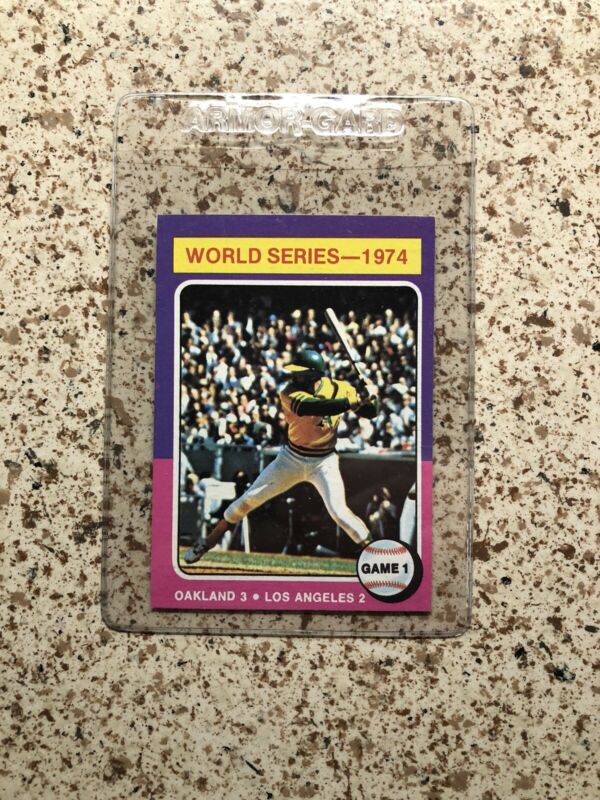 ARMOR-GARD
WORLD SERIES—1974
GAME 1
OAKLAND 3 • LOS ANGELES 2